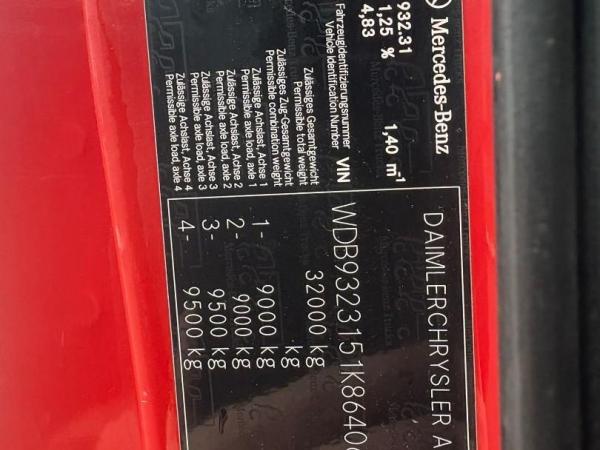 Mercedes-Benz
DAIMLERCHRYSLER A
932.31
1,25 % 1,40 m-1
4,83
Fahrzeugidentifizierungsnummer
Vehicle Identification Number VIN WDB9323151K8640
Zulässiges Gesamtgewicht
Permissible total weight 32000 kg
Zulässiges Zug-Gesamtgewicht
Permissible combination weight kg
Zulässige Achslast, Achse 1
Permissible axle load, axle 1 1- 9000 kg
Zulässige Achslast, Achse 2
Permissible axle load, axle 2 2- 9000 kg
Zulässige Achslast, Achse 3
Permissible axle load, axle 3 3- 9500 kg
Zulässige Achslast, Achse 4
Permissible axle load, axle 4 4- 9500 kg